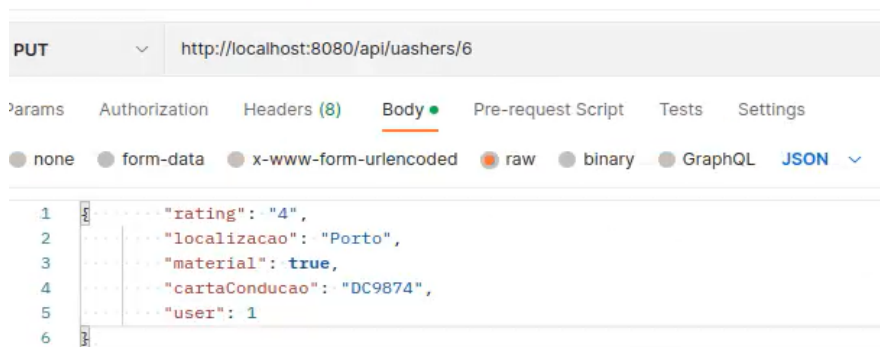 PUT http://localhost:8080/api/uashers/6
Params Authorization Headers (8) Body Pre-request Script Tests Settings
none form-data x-www-form-urlencoded raw binary GraphQL JSON
1 { "rating": "4",
2 "localizacao": "Porto",
3 "material": true,
4 "cartaConducao": "DC9874",
5 "user": 1
6 }